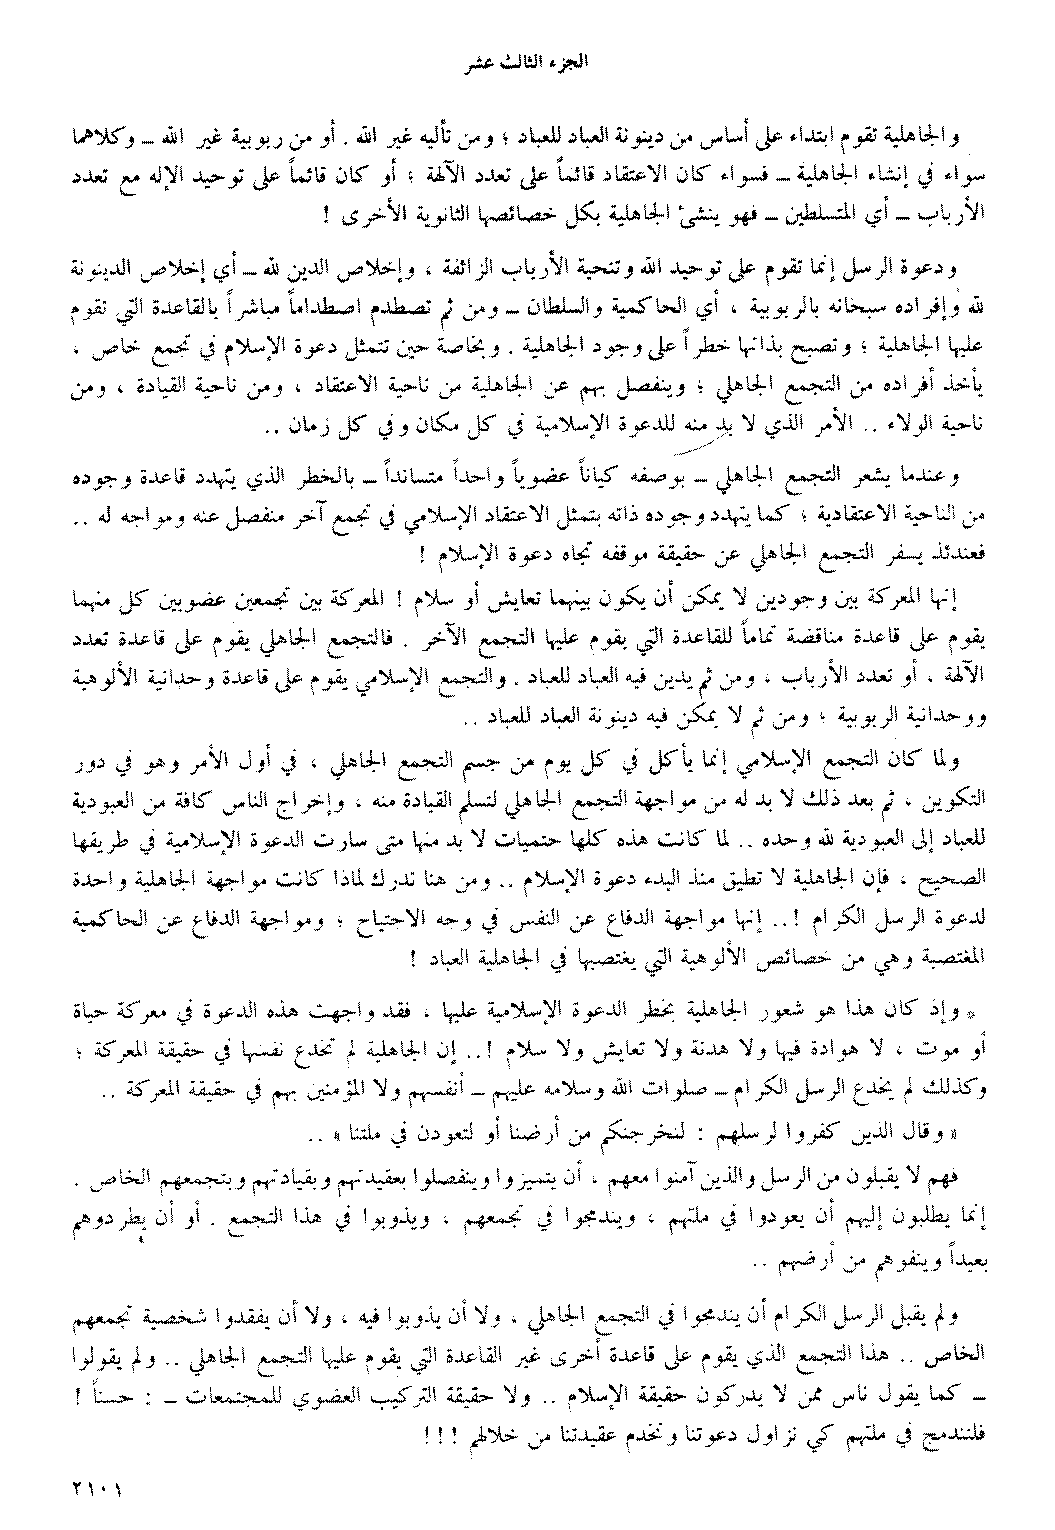 الجزء الثالث عشر
والجاهلية تقوم ابتداء على أساس من دينونة العباد للعباد ؛ ومن تأليه غير الله . أو من ربوبية غير الله ــ وكلاهما
سواء في إنشاء الجاهلية ــ فسواء كان الاعتقاد قائماً على تعدد الآلهة ؛ أو كان قائماً على توحيد الإله مع تعدد
الأرباب ــ أي المتسلطين ــ فهو ينشئ الجاهلية بكل خصائصها الثانوية الأخرى !
ودعوة الرسل إنما تقوم على توحيد الله وتنحية الأرباب الزائفة ، وإخلاص الدين لله ــ أي إخلاص الدينونة
لله وإفراده سبحانه بالربوبية ، أي الحاكمية والسلطان ــ ومن ثم تصطدم اصطداماً مباشراً بالقاعدة التي تقوم
عليها الجاهلية ؛ وتصبح بذاتها خطراً على وجود الجاهلية . وبخاصة حين تتمثل دعوة الإسلام في تجمع خاص ،
يأخذ أفراده من التجمع الجاهلي ؛ وينفصل بهم عن الجاهلية من ناحية الاعتقاد ، ومن ناحية القيادة ، ومن
ناحية الولاء .. الأمر الذي لا بد منه للدعوة الإسلامية في كل مكان وفي كل زمان ..
وعندما يشعر التجمع الجاهلي ــ بوصفه كياناً عضوياً واحداً متسانداً ــ بالخطر الذي يتهدد قاعدة وجوده
من الناحية الاعتقادية ؛ كما يتهدد وجوده ذاته بتمثل الاعتقاد الإسلامي في تجمع آخر منفصل عنه ومواجه له ..
فعندئذ يسفر التجمع الجاهلي عن حقيقة موقفه تجاه دعوة الإسلام !
إنها المعركة بين وجودين لا يمكن أن يكون بينهما تعايش أو سلام ! المعركة بين تجمعين عضويين كل منهما
يقوم على قاعدة مناقضة تماماً للقاعدة التي يقوم عليها التجمع الآخر . فالتجمع الجاهلي يقوم على قاعدة تعدد
الآلهة ، أو تعدد الأرباب ، ومن ثم يدين فيه العباد للعباد . والتجمع الإسلامي يقوم على قاعدة وحدانية الألوهية
ووحدانية الربوبية ؛ ومن ثم لا يمكن فيه دينونة العباد للعباد ..
ولما كان التجمع الإسلامي إنما يأكل في كل يوم من جسم التجمع الجاهلي ، في أول الأمر وهو في دور
التكوين ، ثم بعد ذلك لا بد له من مواجهة التجمع الجاهلي لتسلم القيادة منه ، وإخراج الناس كافة من العبودية
للعباد إلى العبودية لله وحده .. لما كانت هذه كلها حتميات لا بد منها متى سارت الدعوة الإسلامية في طريقها
الصحيح ، فإن الجاهلية لا تطيق منذ البدء دعوة الإسلام .. ومن هنا ندرك لماذا كانت مواجهة الجاهلية واحدة
لدعوة الرسل الكرام !.. إنها مواجهة الدفاع عن النفس في وجه الاجتياح ؛ ومواجهة الدفاع عن الحاكمية
المغتصبة وهي من خصائص الألوهية التي يغتصبها في الجاهلية العباد !
* وإذ كان هذا هو شعور الجاهلية بخطر الدعوة الإسلامية عليها ، فقد واجهت هذه الدعوة في معركة حياة
أو موت ، لا هوادة فيها ولا هدنة ولا تعايش ولا سلام !.. إن الجاهلية لم تخدع نفسها في حقيقة المعركة ؛
وكذلك لم يخدع الرسل الكرام ــ صلوات الله وسلامه عليهم ــ أنفسهم ولا المؤمنين بهم في حقيقة المعركة ..
« وقال الذين كفروا لرسلهم : لنخرجنكم من أرضنا أو لتعودن في ملتنا » ..
فهم لا يقبلون من الرسل والذين آمنوا معهم ، أن يتميزوا وينفصلوا بعقيدتهم وبقيادتهم وبتجمعهم الخاص .
إنما يطلبون إليهم أن يعودوا في ملتهم ، ويندمجوا في تجمعهم ، ويذوبوا في هذا التجمع . أو أن يطردوهم
بعيداً وينفوهم من أرضهم ..
ولم يقبل الرسل الكرام أن يندمجوا في التجمع الجاهلي ، ولا أن يذوبوا فيه ، ولا أن يفقدوا شخصية تجمعهم
الخاص .. هذا التجمع الذي يقوم على قاعدة أخرى غير القاعدة التي يقوم عليها التجمع الجاهلي .. ولم يقولوا
ــ كما يقول ناس ممن لا يدركون حقيقة الإسلام .. ولا حقيقة التركيب العضوي للمجتمعات ــ : حسناً !
فلنندمج في ملتهم كي نزاول دعوتنا ونخدم عقيدتنا من خلالهم !!!
٢١٠١